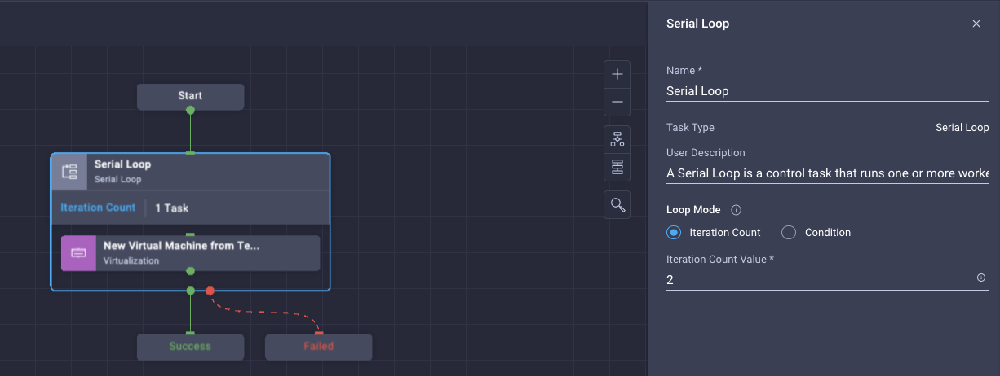 Start
Serial Loop
Serial Loop
Iteration Count 1 Task
New Virtual Machine from Te...
Virtualization
Success
Failed
Serial Loop
Name *
Serial Loop
Task Type Serial Loop
User Description
A Serial Loop is a control task that runs one or more worke
Loop Mode
Iteration Count Condition
Iteration Count Value *
2